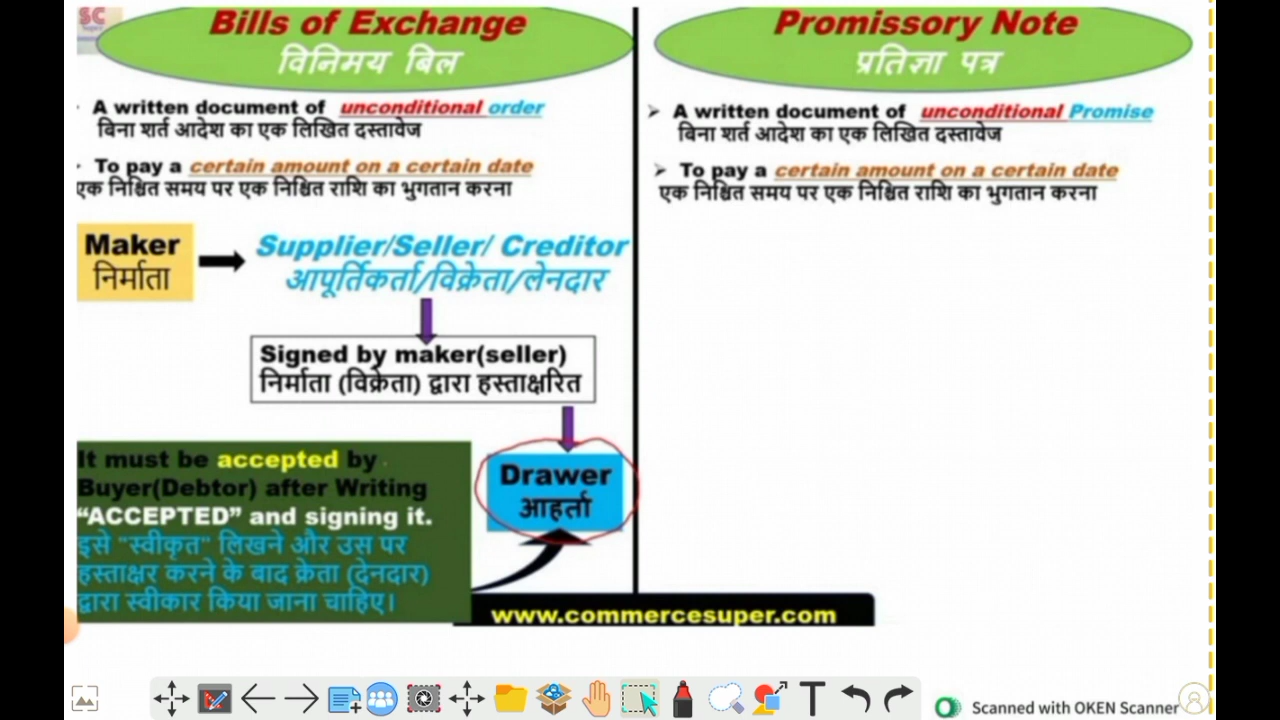 SC
Bills of Exchange
विनिमय बिल
A written document of unconditional order
बिना शर्त आदेश का एक लिखित दस्तावेज
To pay a certain amount on a certain date
एक निश्चित समय पर एक निश्चित राशि का भुगतान करना
Maker
निर्माता
Supplier/Seller/ Creditor
आपूर्तिकर्ता/विक्रेता/लेनदार
Signed by maker(seller)
निर्माता (विक्रेता) द्वारा हस्ताक्षरित
It must be accepted by
Buyer(Debtor) after Writing
“ACCEPTED” and signing it.
इसे "स्वीकृत" लिखने और उस पर
हस्ताक्षर करने के बाद क्रेता (देनदार)
द्वारा स्वीकार किया जाना चाहिए।
Drawer
आहर्ता
Promissory Note
प्रतिज्ञा पत्र
A written document of unconditional Promise
बिना शर्त आदेश का एक लिखित दस्तावेज
To pay a certain amount on a certain date
एक निश्चित समय पर एक निश्चित राशि का भुगतान करना
www.commercesuper.com
T
Scanned with OKEN Scanner